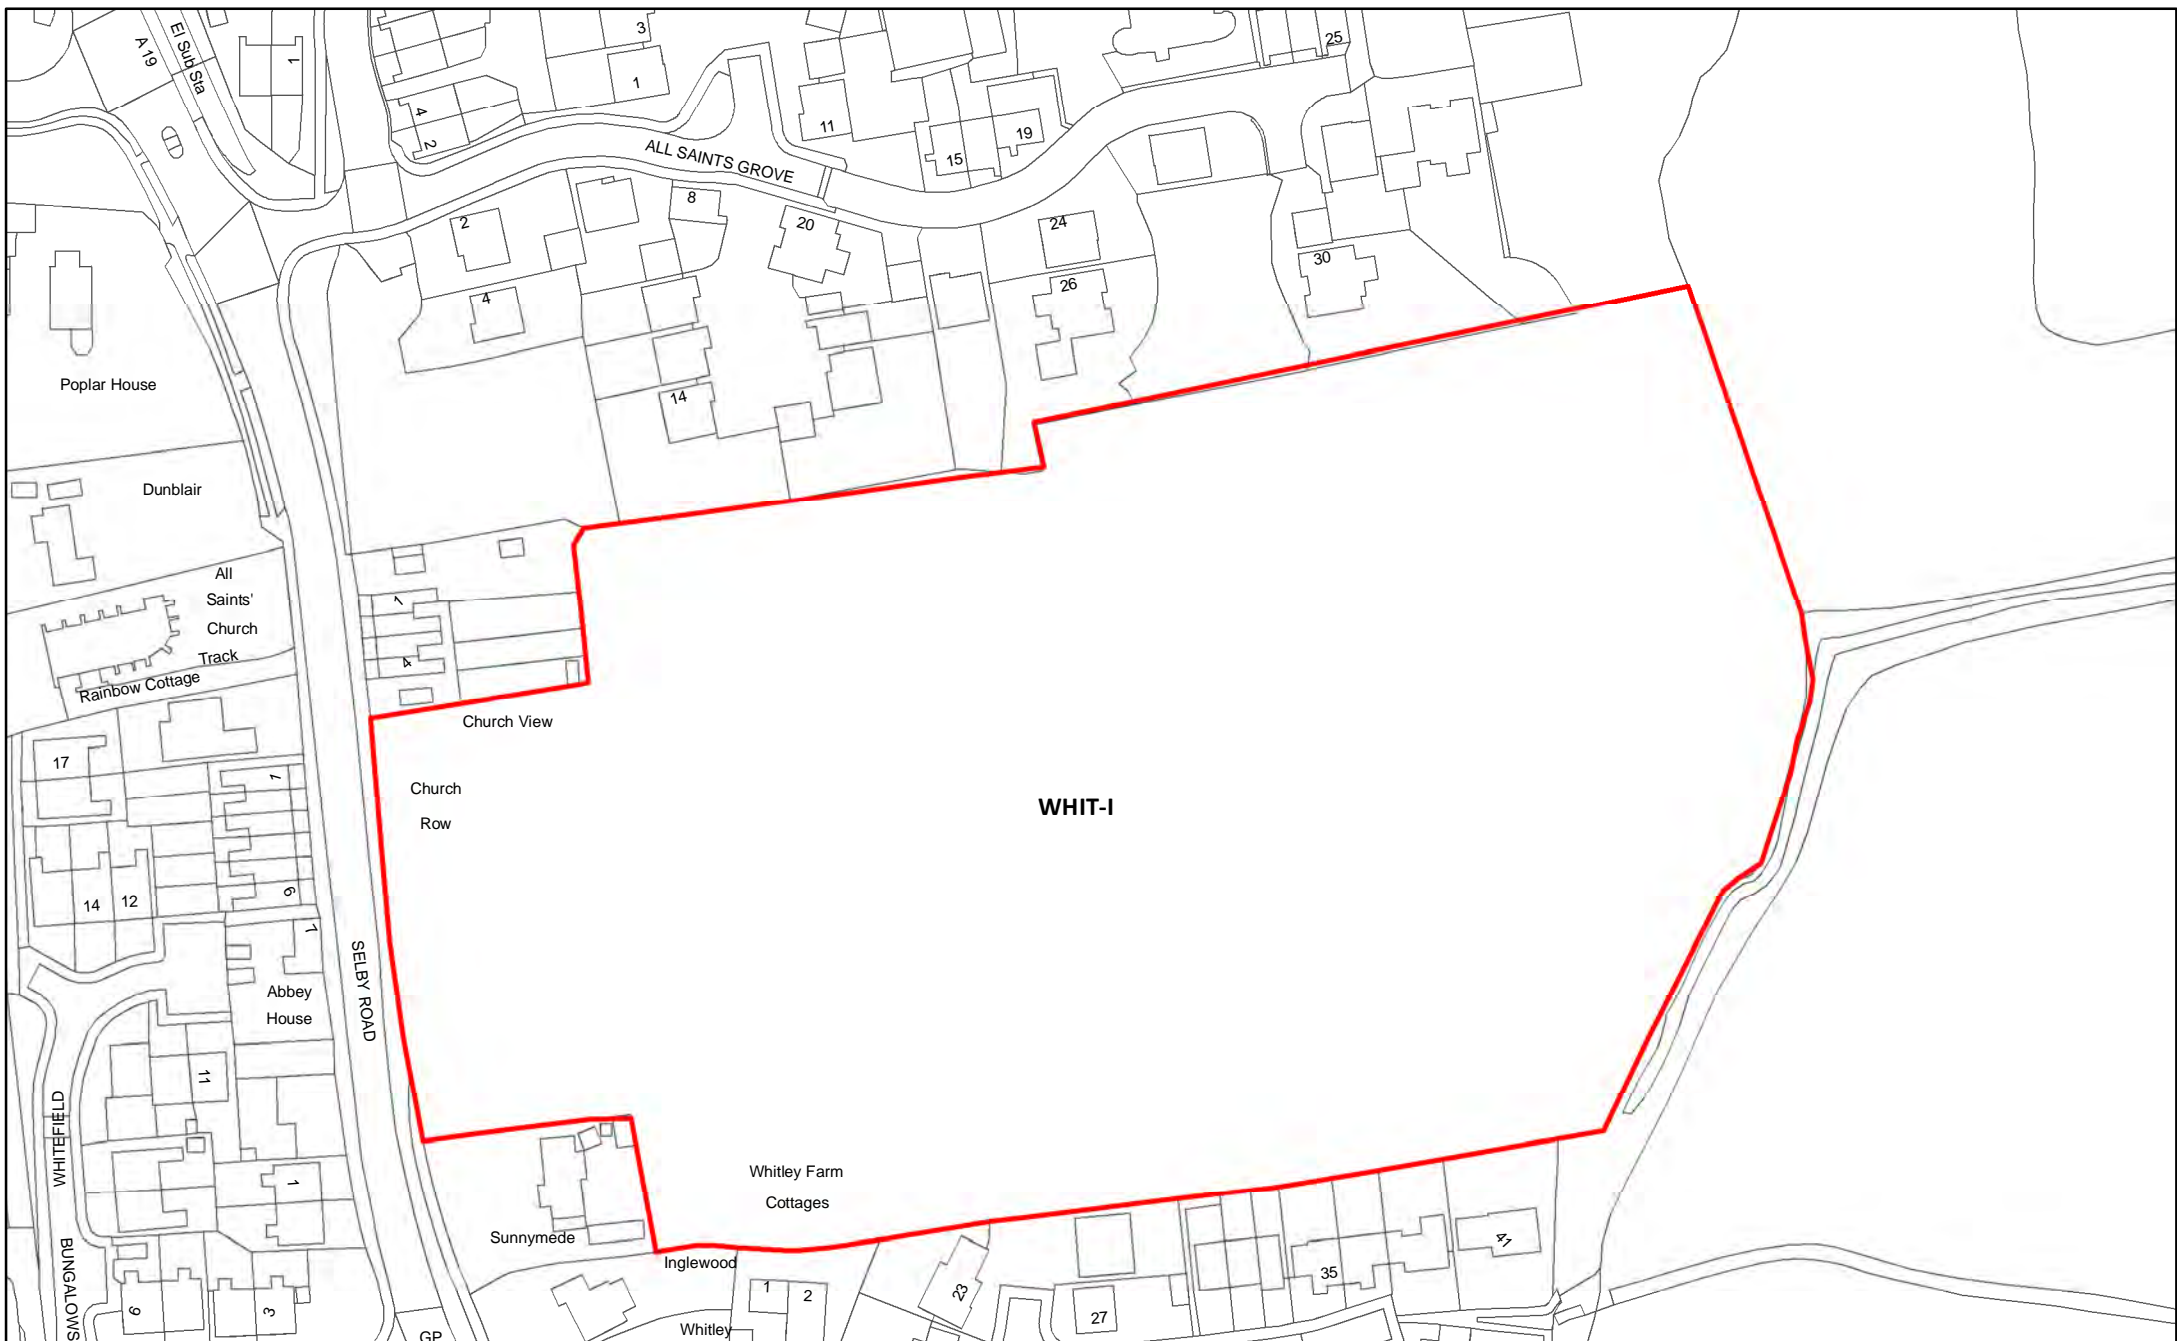 A 19
El Sub Sta
1
3
1
25
4
2
11
15
19
ALL SAINTS GROVE
2
8
20
24
30
4
26
14
Poplar House
Dunblair
All
Saints'
Church
Track
Rainbow Cottage
1
4
Church View
17
1
Church
Row
WHIT-I
14
12
6
7
Abbey
House
SELBY ROAD
11
WHITEFIELD
BUNGALOWS
1
Whitley Farm
Cottages
Sunnymede
Inglewood
41
35
23
1
2
27
9
3
GP
Whitley